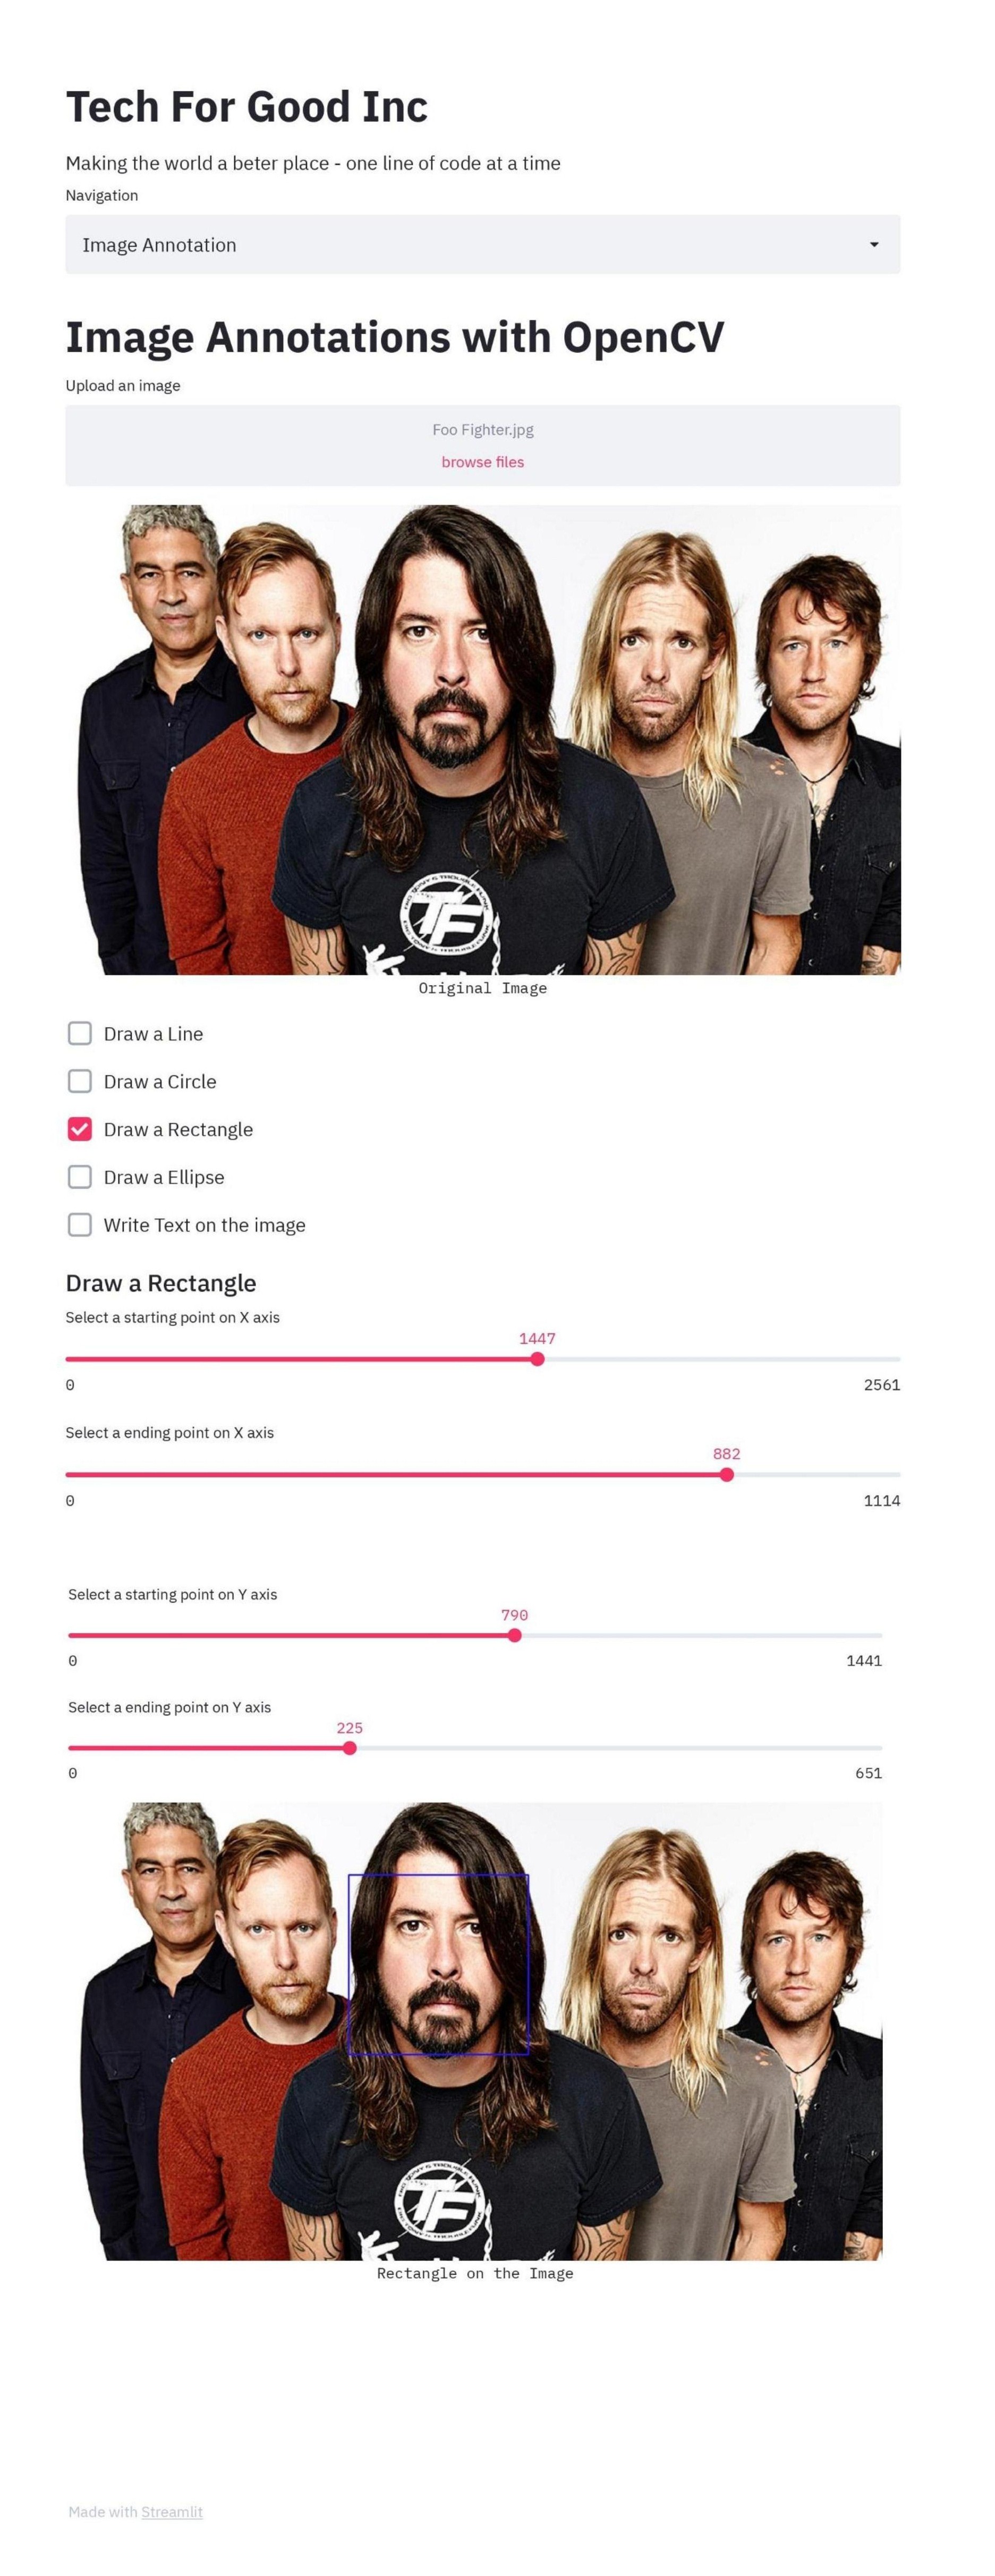 Tech For Good Inc
Making the world a beter place - one line of code at a time
Navigation
Image Annotation
Image Annotations with OpenCV
Upload an image
Foo Fighter.jpg
browse files
TF
Original Image
Draw a Line
Draw a Circle
Draw a Rectangle
Draw a Ellipse
Write Text on the image
Draw a Rectangle
Select a starting point on X axis
1447
0 2561
Select a ending point on X axis
882
0 1114
Select a starting point on Y axis
790
0 1441
Select a ending point on Y axis
225
0 651
TF
Rectangle on the Image
Made with Streamlit